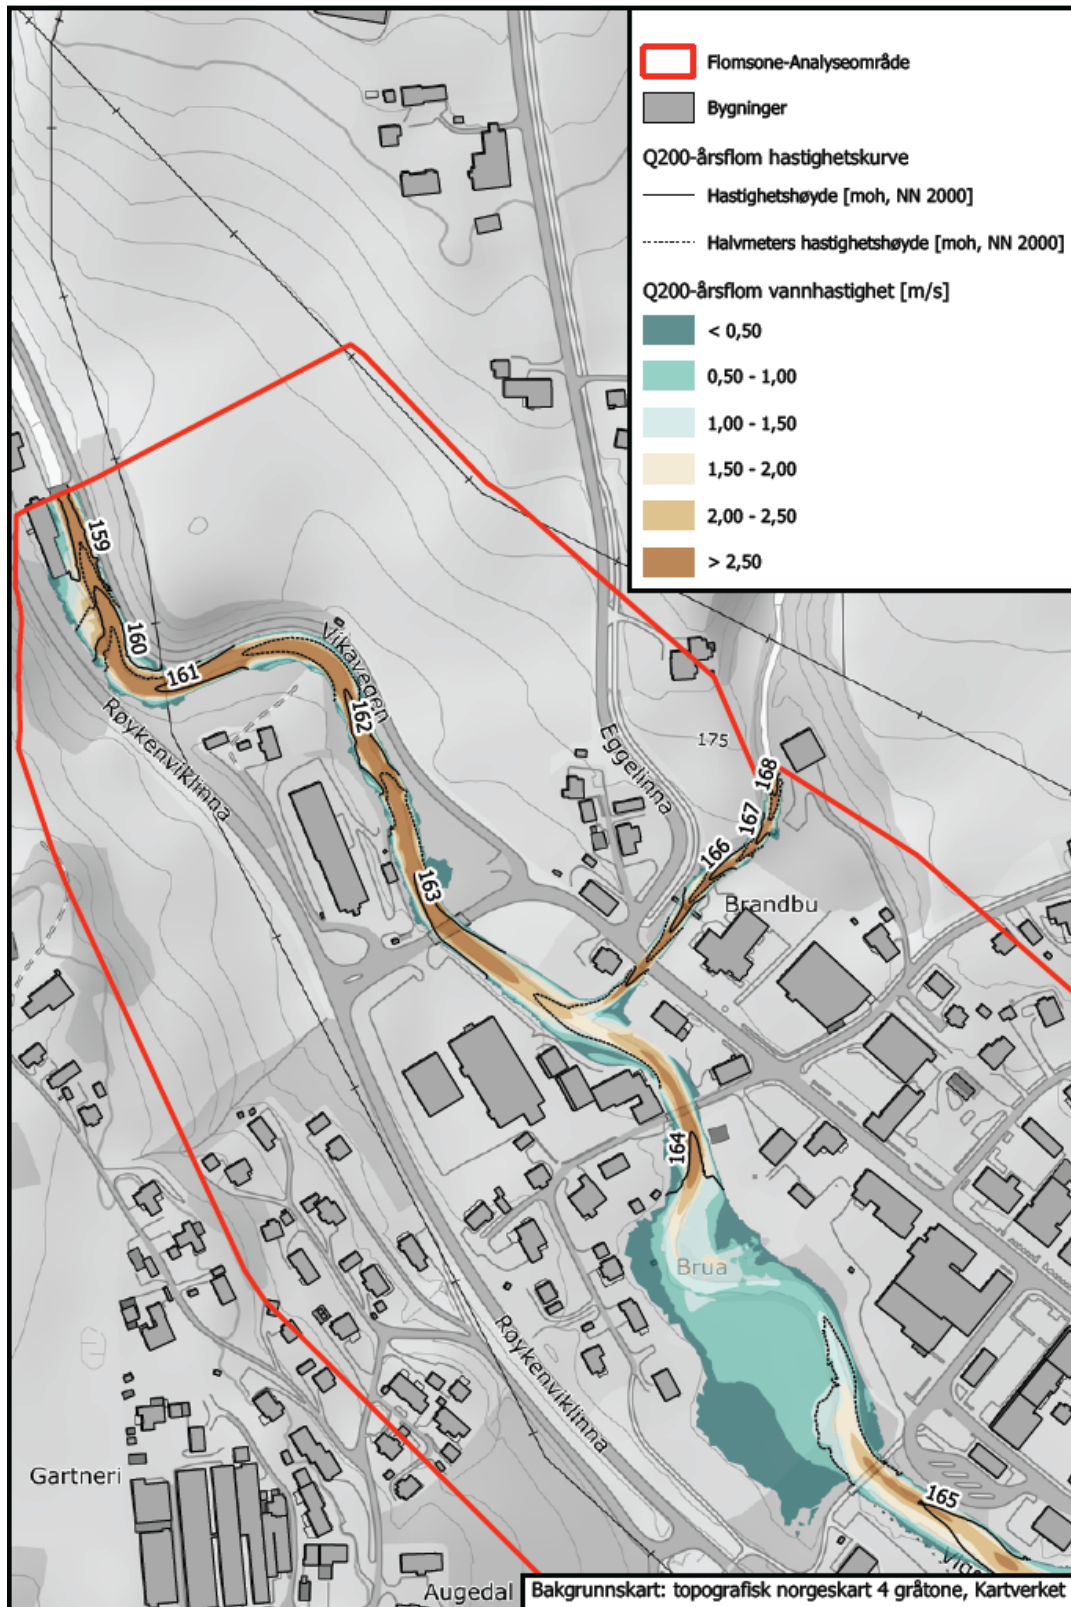 Flomsone-Analyseområde
Bygninger
Q200-årsflom hastighetskurve
Hastighetshøyde [moh, NN 2000]
Halvmeters hastighetshøyde [moh, NN 2000]
Q200-årsflom vannhastighet [m/s]
< 0,50
0,50 - 1,00
1,00 - 1,50
1,50 - 2,00
2,00 - 2,50
> 2,50
159
160
161
Vikavegen
162
Røykenviklinna
Eggelinna
175
168
167
166
163
Brandbu
164
Brua
Røykenviklinna
165
Gartneri
Augedal
Bakgrunnskart: topografisk norgeskart 4 gråtone, Kartverket